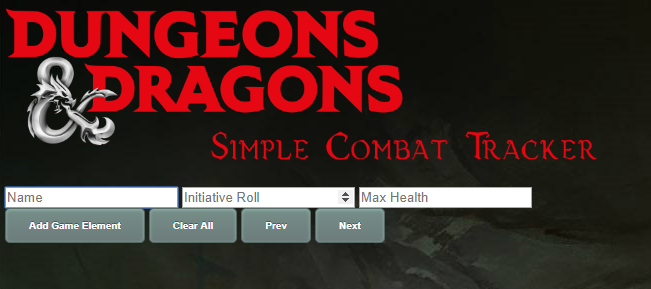 DUNGEONS
& DRAGONS
Simple Combat Tracker
Name Initiative Roll Max Health
Add Game Element Clear All Prev Next